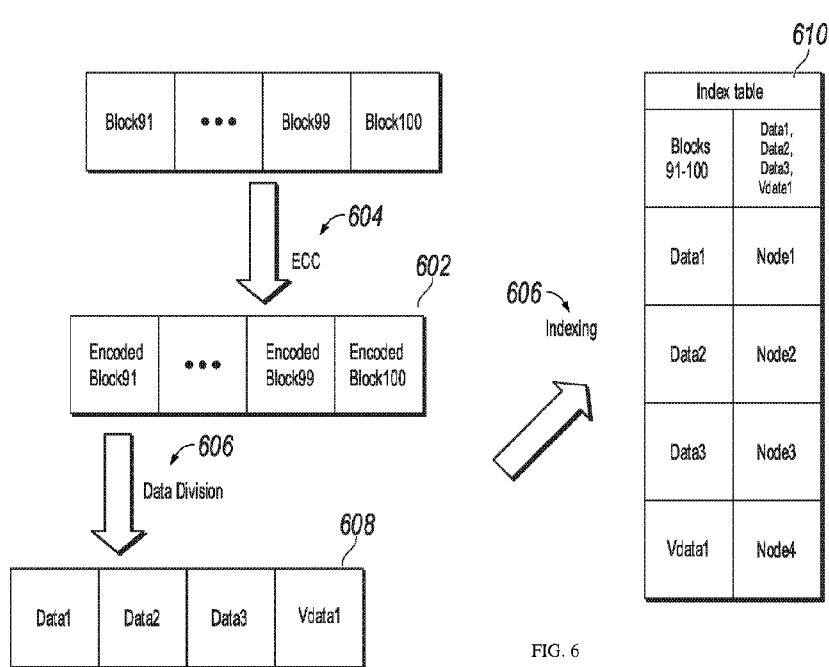 610
Block91 ••• Block99 Block100
604
ECC
602
Encoded Block91 ••• Encoded Block99 Encoded Block100
606
Data Division
608
Data1 Data2 Data3 Vdata1
606
Indexing
Index table
Blocks 91-100 Data1, Data2, Data3, Vdata1
Data1 Node1
Data2 Node2
Data3 Node3
Vdata1 Node4
FIG. 6